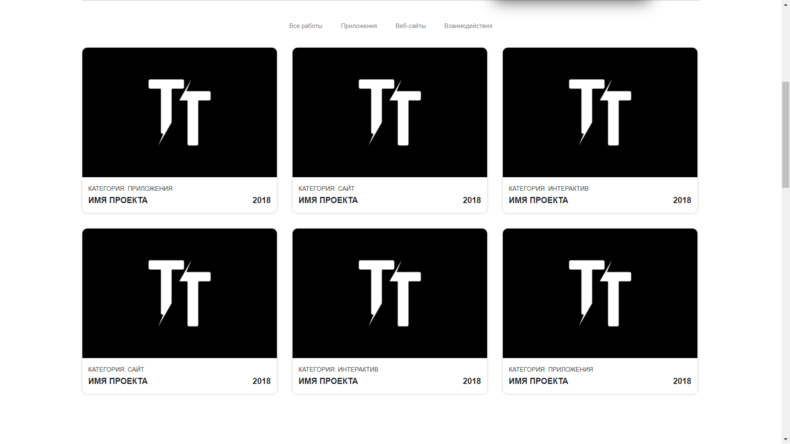 Все работы Приложения Веб-сайты Взаимодействия
TT TT TT
КАТЕГОРИЯ: ПРИЛОЖЕНИЯ КАТЕГОРИЯ: САЙТ КАТЕГОРИЯ: ИНТЕРАКТИВ
ИМЯ ПРОЕКТА 2018 ИМЯ ПРОЕКТА 2018 ИМЯ ПРОЕКТА 2018
TT TT TT
КАТЕГОРИЯ: САЙТ КАТЕГОРИЯ: ИНТЕРАКТИВ КАТЕГОРИЯ: ПРИЛОЖЕНИЯ
ИМЯ ПРОЕКТА 2018 ИМЯ ПРОЕКТА 2018 ИМЯ ПРОЕКТА 2018